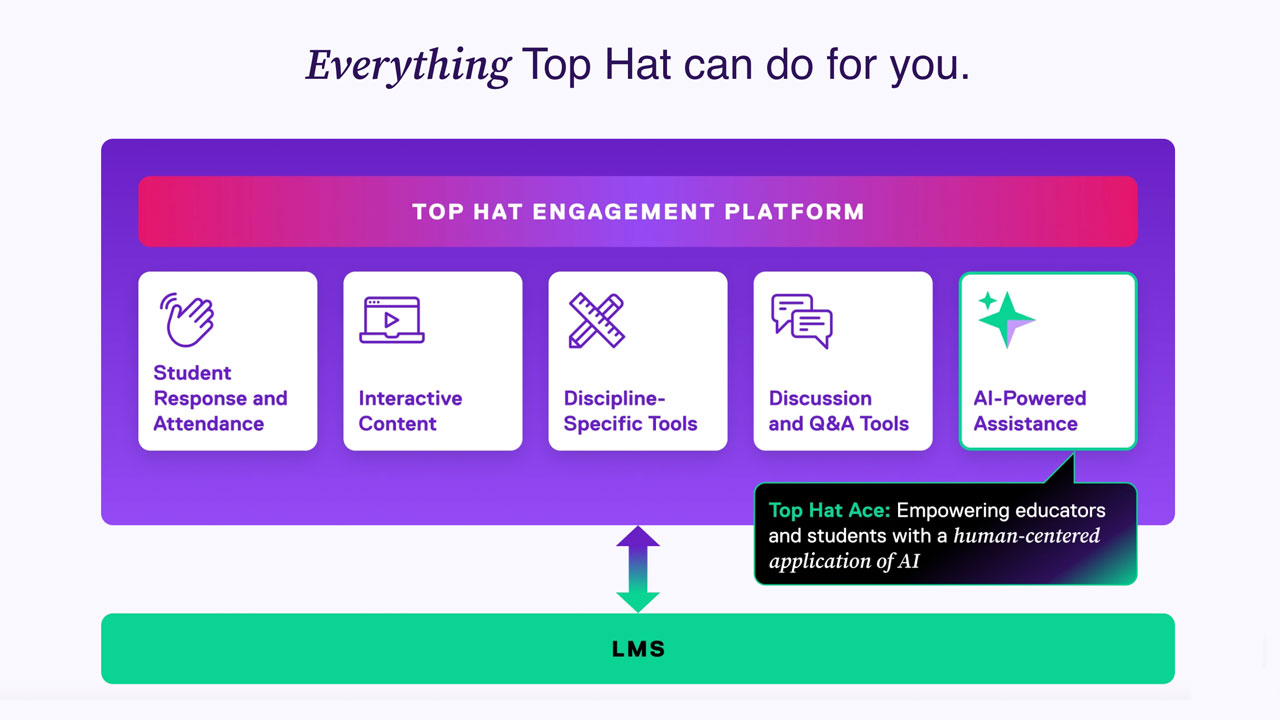 Everything Top Hat can do for you.
TOP HAT ENGAGEMENT PLATFORM
Student
Response and
Attendance
Interactive
Content
Discipline-
Specific Tools
Discussion
and Q&A Tools
AI-Powered
Assistance
Top Hat Ace: Empowering educators
and students with a human-centered
application of AI
LMS